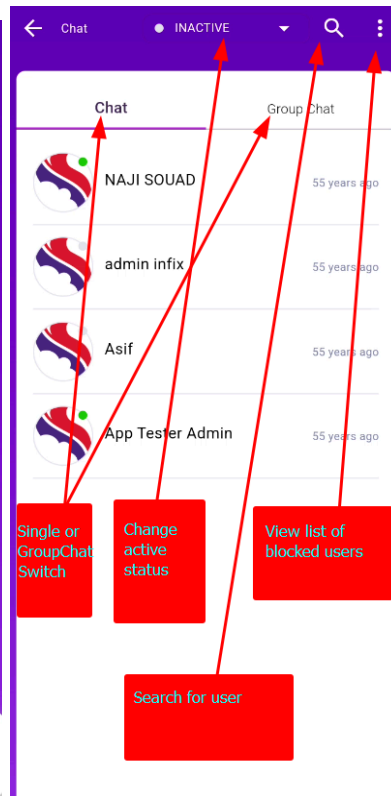 Chat
INACTIVE
Chat
Group Chat
NAJI SOUAD
55 years ago
admin infix
55 years ago
Asif
55 years ago
App Tester Admin
55 years ago
Single or
GroupChat
Switch
Change
active
status
View list of
blocked users
Search for user